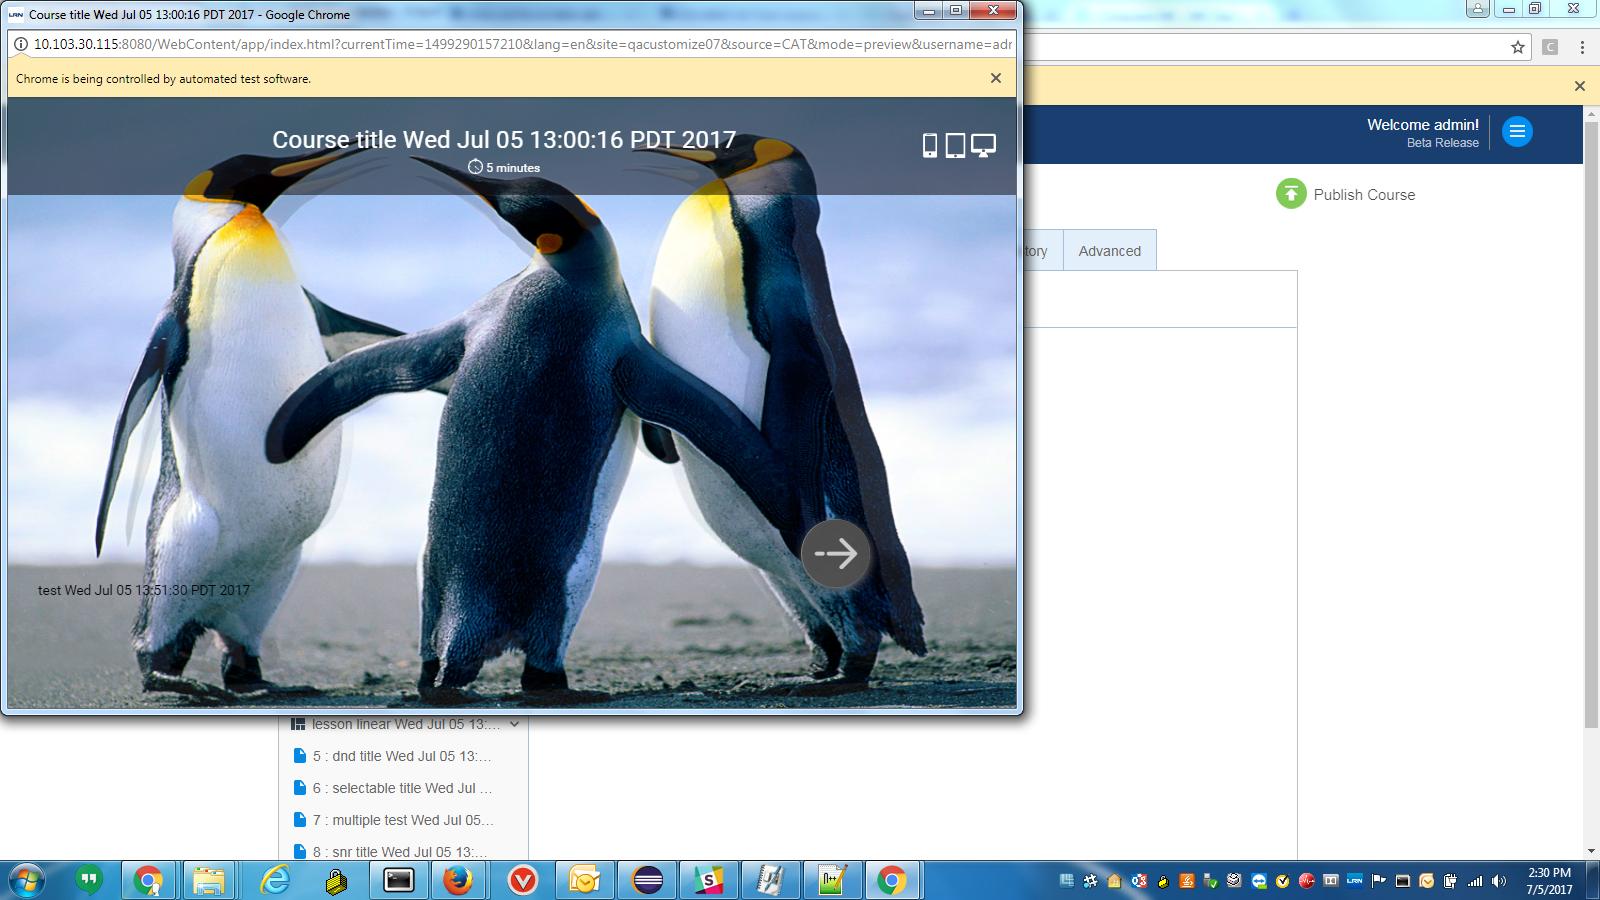 LRN Course title Wed Jul 05 13:00:16 PDT 2017 - Google Chrome
10.103.30.115:8080/WebContent/app/index.html?currentTime=1499290157210&lang=en&site=qacustomize07&source=CAT&mode=preview&username=adr
Chrome is being controlled by automated test software.
Course title Wed Jul 05 13:00:16 PDT 2017
5 minutes
test Wed Jul 05 13:51:30 PDT 2017
C
Welcome admin!
Beta Release
Publish Course
tory
Advanced
lesson linear Wed Jul 05 13:...
5 : dnd title Wed Jul 05 13:...
6 : selectable title Wed Jul ...
7 : multiple test Wed Jul 05...
8 : snr title Wed Jul 05 13:...
LRN
2:30 PM
7/5/2017